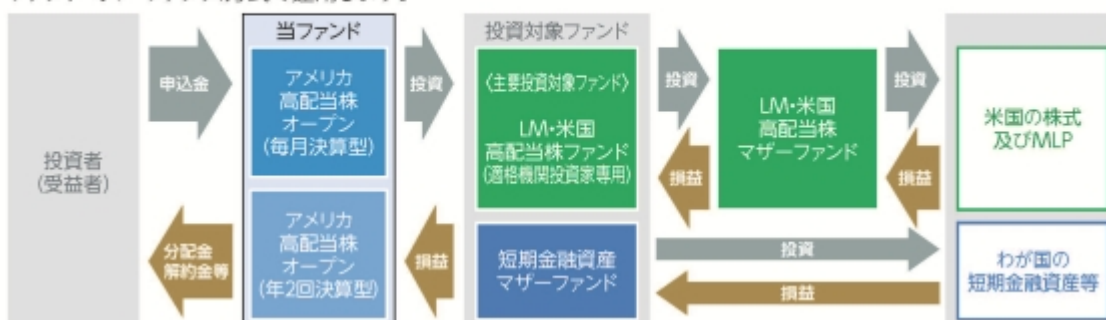 当ファンド
投資対象ファンド
投資者
(受益者)
申込金
分配金
解約金等
アメリカ
高配当株
オープン
(毎月決算型)
アメリカ
高配当株
オープン
(年2回決算型)
投資
損益
〈主要投資対象ファンド〉
LM・米国
高配当株ファンド
(適格機関投資家専用)
短期金融資産
マザーファンド
投資
損益
LM・米国
高配当株
マザーファンド
投資
損益
投資
損益
米国の株式
及びMLP
わが国の
短期金融資産等